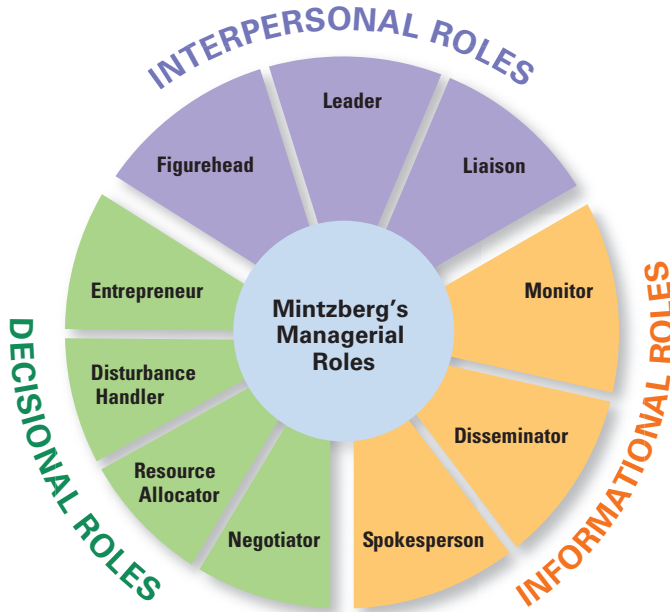 INTERPERSONAL ROLES
Leader
Figurehead
Liaison
Entrepreneur
Monitor
Mintzberg's
Managerial
Roles
Disturbance
Handler
Disseminator
Resource
Allocator
Negotiator
Spokesperson
DECISIONAL ROLES
INFORMATIONAL ROLES